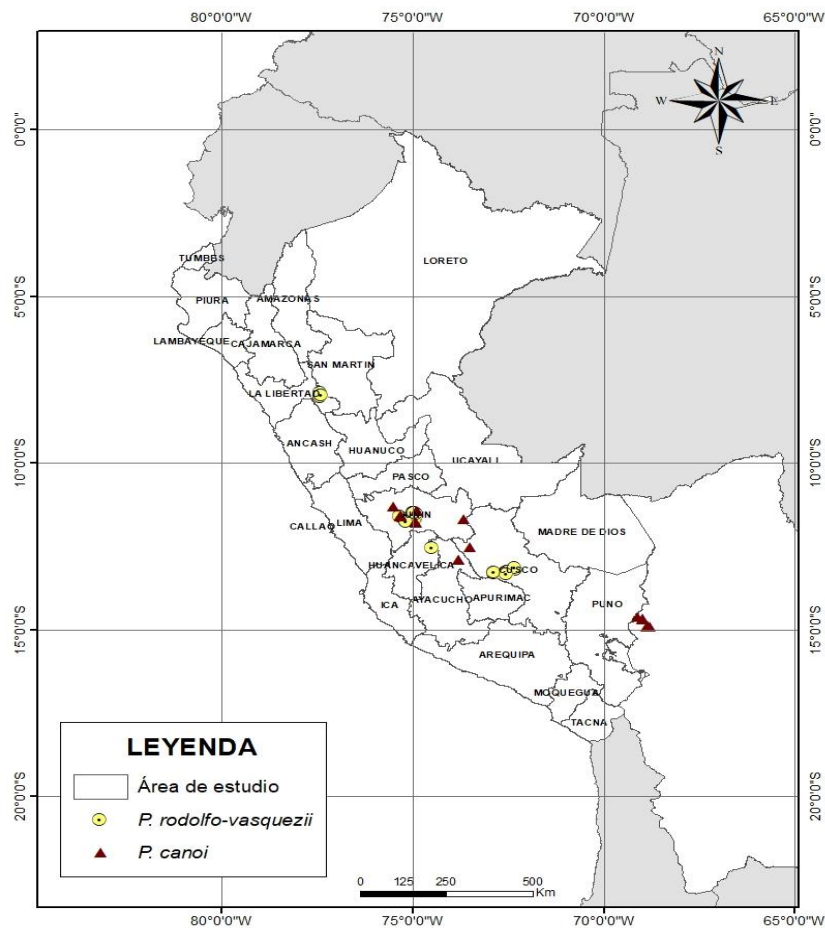 80°0'0"W 75°0'0"W 70°0'0"W 65°0'0"W
N
W E
S
0°0'0" 0°0'0"
TUMBES
LORETO
5°0'0"S PIURA AMAZONAS 5°0'0"S
LAMBAYEQUE CAJAMARCA
SAN MARTIN
LA LIBERTAD
ANCASH
HUANUCO
UCAYALI
10°0'0"S PASCO 10°0'0"S
CALLAO LIMA JUNIN
MADRE DE DIOS
HUANCAVELICA CUSCO
ICA AYACUCHO APURIMAC PUNO
15°0'0"S 15°0'0"S
AREQUIPA
MOQUEGUA
TACNA
LEYENDA
Área de estudio
P. rodolfo-vasquezii
P. canoi
20°0'0"S 20°0'0"S
0 125 250 500
Km
80°0'0"W 75°0'0"W 70°0'0"W 65°0'0"W